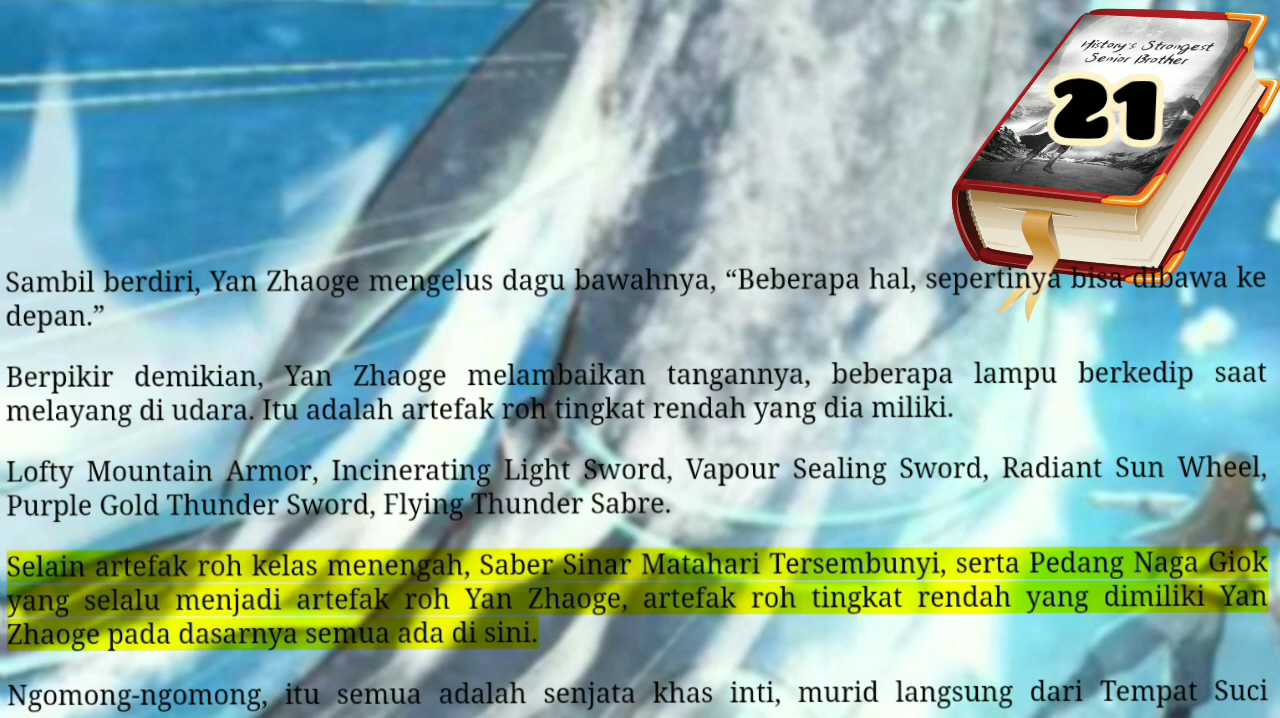 History's Strongest
Senior Brother
21
Sambil berdiri, Yan Zhaoge mengelus dagu bawahnya, “Beberapa hal, sepertinya bisa dibawa ke
depan.”
Berpikir demikian, Yan Zhaoge melambaikan tangannya, beberapa lampu berkedip saat
melayang di udara. Itu adalah artefak roh tingkat rendah yang dia miliki.
Lofty Mountain Armor, Incinerating Light Sword, Vapour Sealing Sword, Radiant Sun Wheel,
Purple Gold Thunder Sword, Flying Thunder Sabre.
Selain artefak roh kelas menengah, Saber Sinar Matahari Tersembunyi, serta Pedang Naga Giok
yang selalu menjadi artefak roh Yan Zhaoge, artefak roh tingkat rendah yang dimiliki Yan
Zhaoge pada dasarnya semua ada di sini.
Ngomong-ngomong, itu semua adalah senjata khas inti, murid langsung dari Tempat Suci